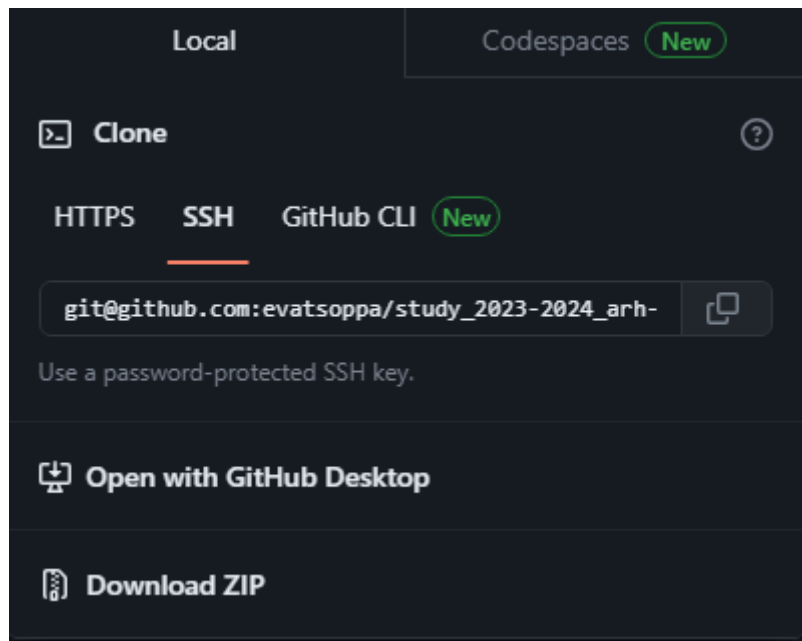 Local Codespaces New
Clone
HTTPS SSH GitHub CLI New
git@github.com:evatsoppa/study_2023-2024_arh-
Use a password-protected SSH key.
Open with GitHub Desktop
Download ZIP